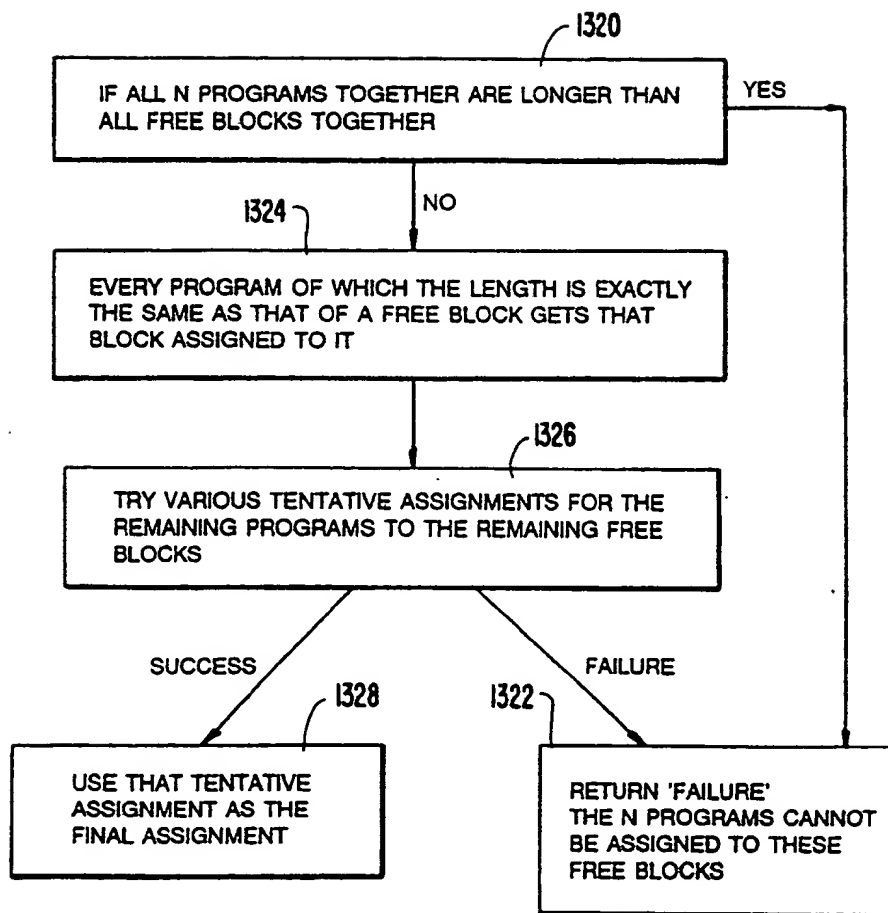 1320
IF ALL N PROGRAMS TOGETHER ARE LONGER THAN
ALL FREE BLOCKS TOGETHER
YES
NO
1324
EVERY PROGRAM OF WHICH THE LENGTH IS EXACTLY
THE SAME AS THAT OF A FREE BLOCK GETS THAT
BLOCK ASSIGNED TO IT
1326
TRY VARIOUS TENTATIVE ASSIGNMENTS FOR THE
REMAINING PROGRAMS TO THE REMAINING FREE
BLOCKS
SUCCESS
FAILURE
1328
USE THAT TENTATIVE
ASSIGNMENT AS THE
FINAL ASSIGNMENT
1322
RETURN 'FAILURE'
THE N PROGRAMS CANNOT
BE ASSIGNED TO THESE
FREE BLOCKS